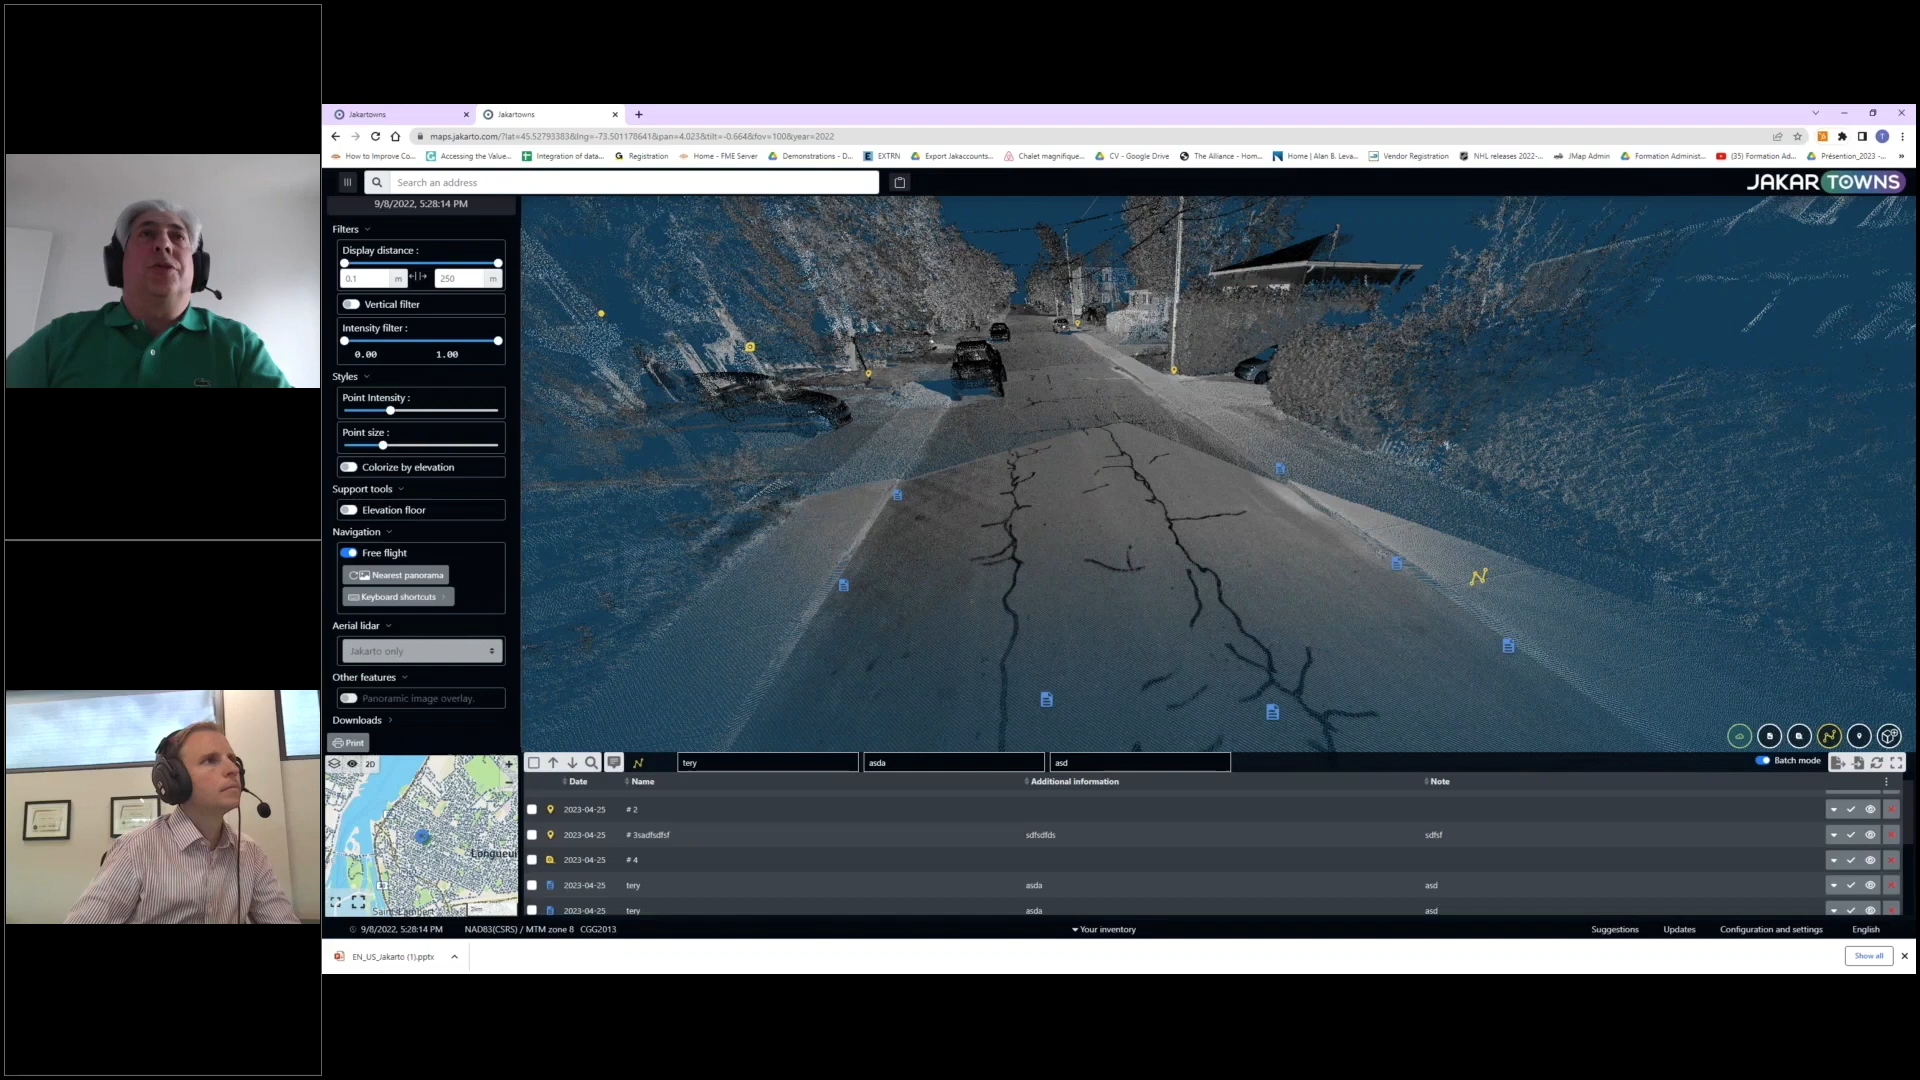 Jakartowns
Jakartowns
maps.jakarto.com/?lat=45.52793383&lng=-73.501178641&pan=4.023&tilt=-0.664&fov=100&year=2022
How to Improve Co... Accessing the Value... Integration of data... Registration Home - FME Server Demonstrations - D... EXTRN Export Jakaccounts... Chalet magnifique... CV - Google Drive The Alliance - Hom... Home | Alan B. Leva... Vendor Registration NHL releases 2022-... JMap Admin Formation Administ... (35) Formation Ad... Présention_2023 -... »
Search an address
JAKARTOWNS
9/8/2022, 5:28:14 PM
Filters
Display distance :
0.1 m 250 m
Vertical filter
Intensity filter :
0.00 1.00
Styles
Point Intensity :
Point size :
Colorize by elevation
Support tools
Elevation floor
Navigation
Free flight
Nearest panorama
Keyboard shortcuts
Aerial lidar
Jakarto only
Other features
Panoramic image overlay.
Downloads
Print
2D
Longueui
Saint-Lambert
tery asda asd
Batch mode
Date Name Additional information Note
2023-04-25 # 2
2023-04-25 # 3sadfsdfsf sdfsdfds sdfsf
2023-04-25 # 4
2023-04-25 tery asda asd
2023-04-25 tery asda asd
9/8/2022, 5:28:14 PM NAD83(CSRS) / MTM zone 8 CGG2013 Your inventory Suggestions Updates Configuration and settings English
EN_US_Jakarto (1).pptx
Show all